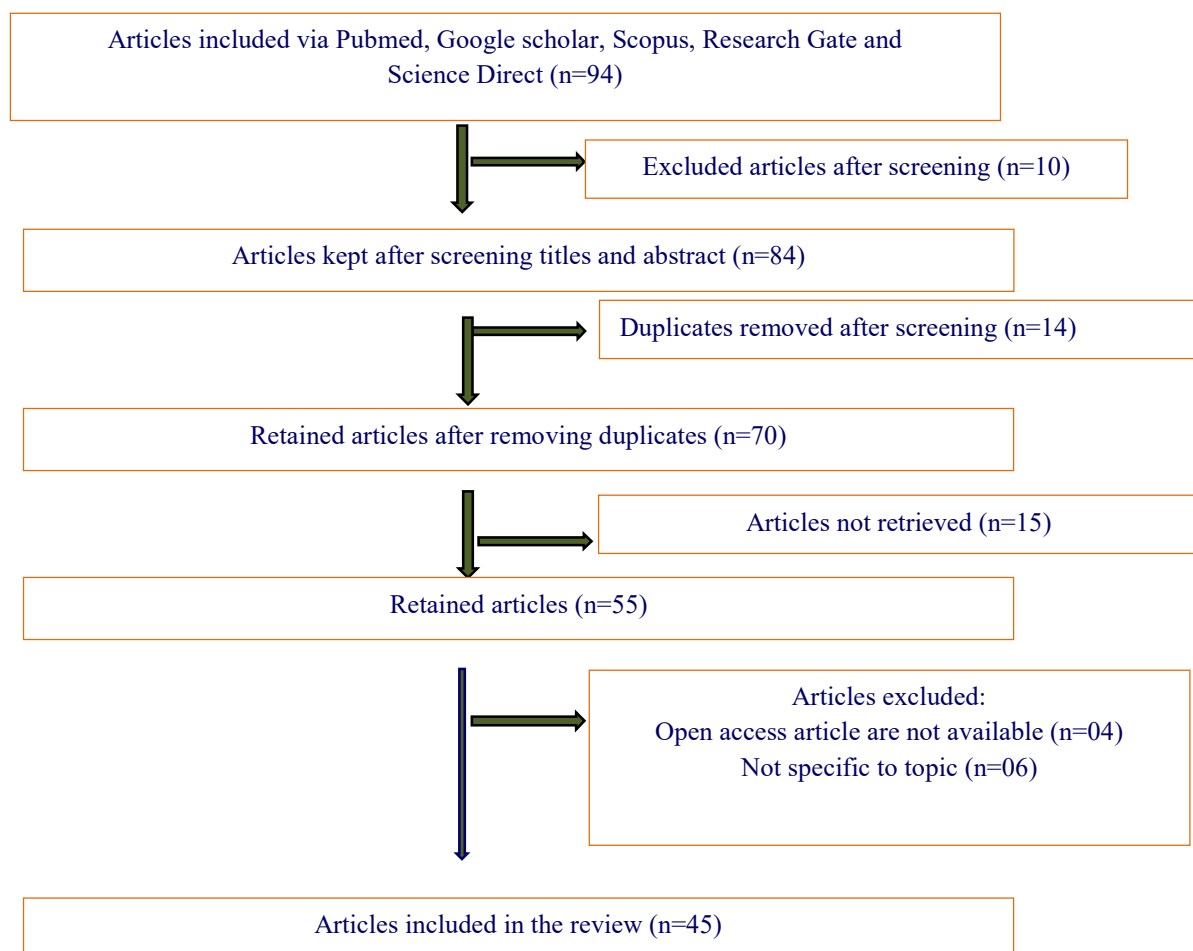 Articles included via Pubmed, Google scholar, Scopus, Research Gate and
Science Direct (n=94)
Excluded articles after screening (n=10)
Articles kept after screening titles and abstract (n=84)
Duplicates removed after screening (n=14)
Retained articles after removing duplicates (n=70)
Articles not retrieved (n=15)
Retained articles (n=55)
Articles excluded:
Open access article are not available (n=04)
Not specific to topic (n=06)
Articles included in the review (n=45)